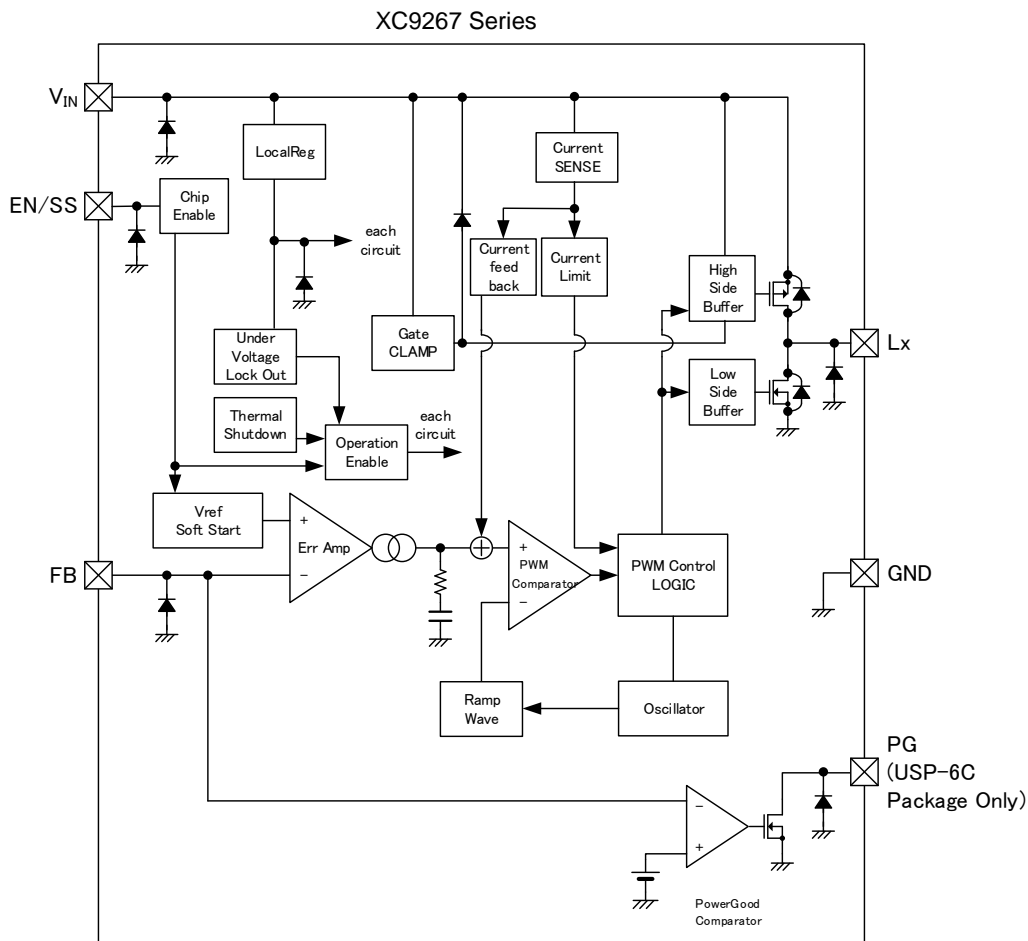 XC9267 Series
VIN
LocalReg
Current
SENSE
EN/SS
Chip
Enable
each
circuit
Current
feed
back
Current
Limit
High
Side
Buffer
Gate
CLAMP
Under
Voltage
Lock Out
Lx
Low
Side
Buffer
Thermal
Shutdown
Operation
Enable
each
circuit
Vref
Soft Start
+
Err Amp
−
+
PWM
Comparator
−
PWM Control
LOGIC
FB
GND
Ramp
Wave
Oscillator
PG
(USP-6C
Package Only)
−
+
PowerGood
Comparator